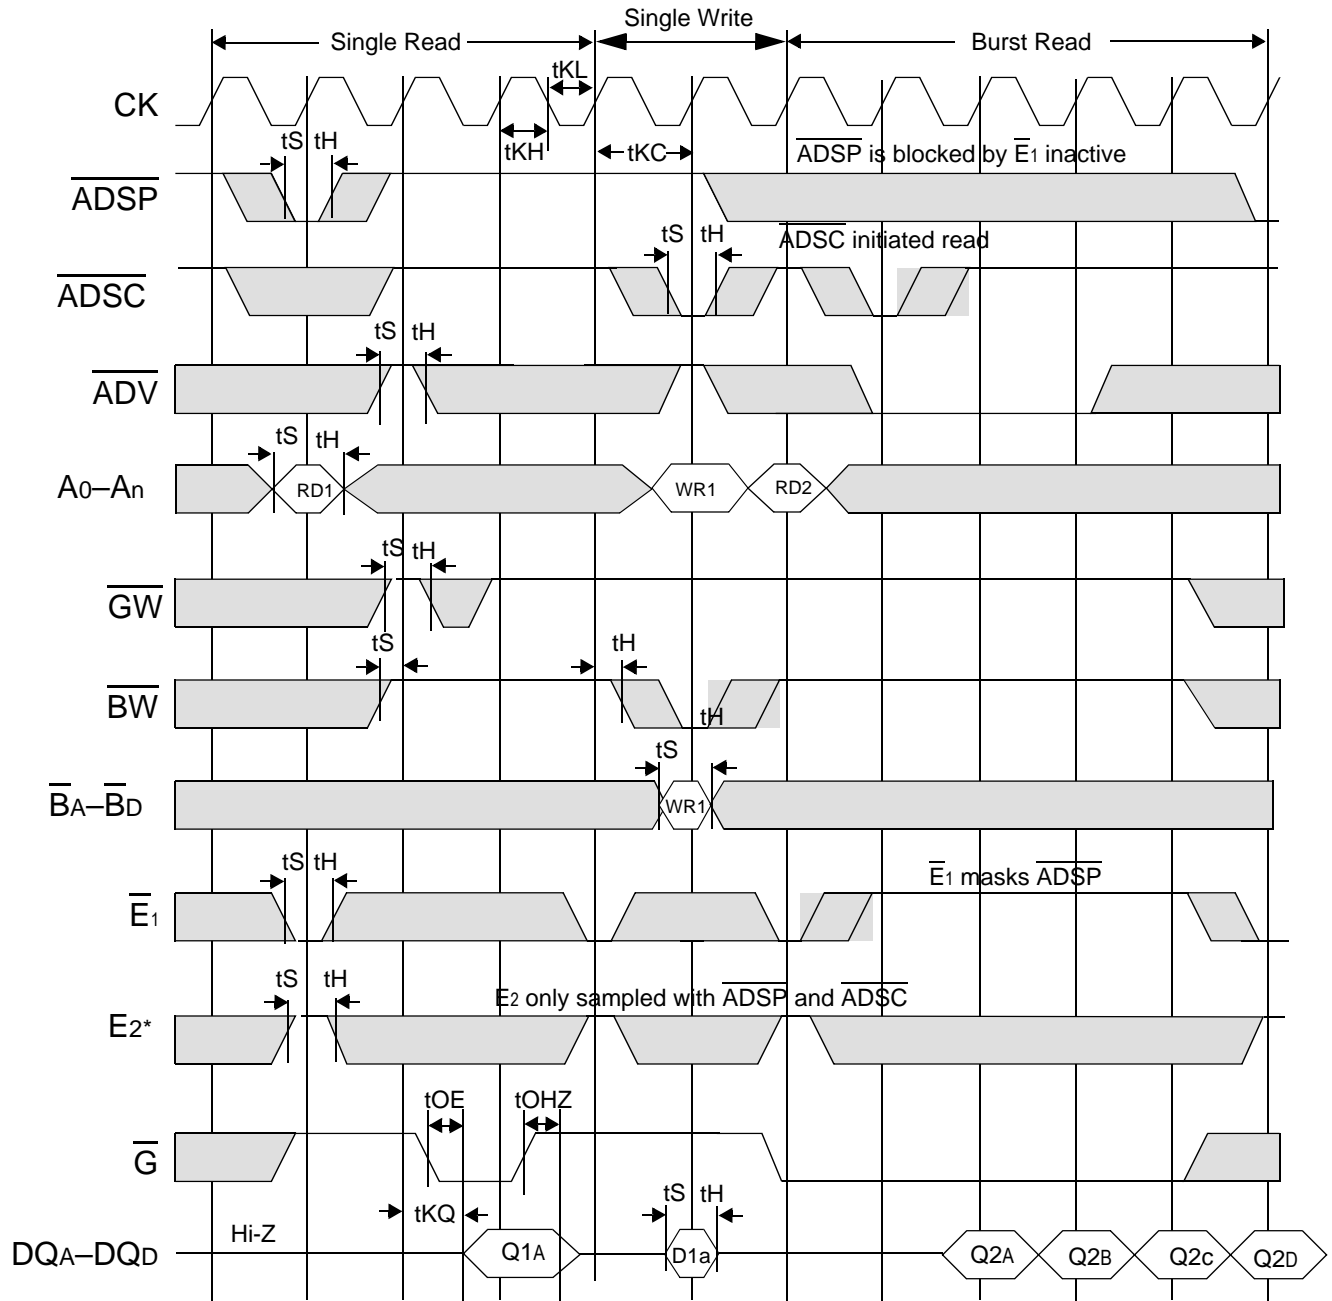 Single Write
Single Read
Burst Read
tKL
CK
tS tH
tKH
tKC
ADSP is blocked by E1 inactive
ADSP
tS tH
ADSC initiated read
ADSC
tS tH
ADV
tS tH
A0–An
RD1
WR1
RD2
tS tH
GW
tS
tH
BW
tH
tS
BA–BD
WR1
tS tH
E1 masks ADSP
E1
tS tH
E2 only sampled with ADSP and ADSC
E2*
tOE
tOHZ
G
tKQ
tS tH
Hi-Z
DQA–DQD
Q1A
D1a
Q2A
Q2B
Q2c
Q2D